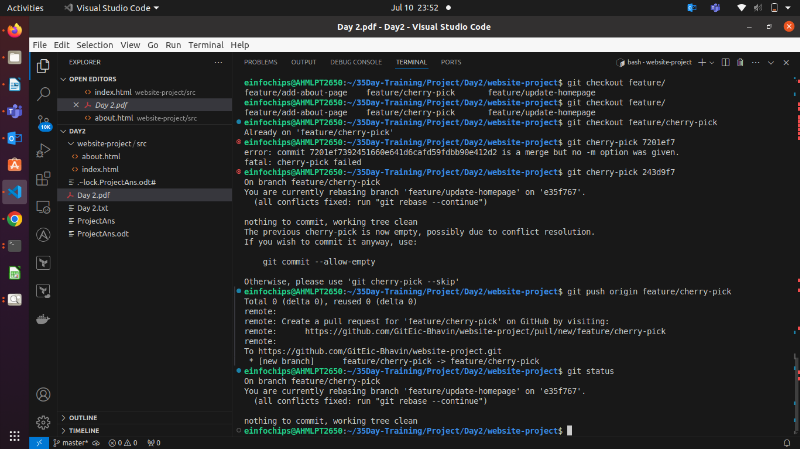 Activities
Visual Studio Code
Jul 10 23:52
Day 2.pdf - Day2 - Visual Studio Code
File Edit Selection View Go Run Terminal Help
EXPLORER
OPEN EDITORS
index.html website-project/src
Day 2.pdf
about.html website-project/src
DAY2
website-project / src
about.html
index.html
.~lock.ProjectAns.odt#
Day 2.pdf
Day 2.txt
ProjectAns
ProjectAns.odt
OUTLINE
TIMELINE
10K
PROBLEMS OUTPUT DEBUG CONSOLE TERMINAL PORTS
bash - website-project
einfochips@AHMLPT2650:~/35Day-Training/Project/Day2/website-project$ git checkout feature/
feature/add-about-page feature/cherry-pick feature/update-homepage
einfochips@AHMLPT2650:~/35Day-Training/Project/Day2/website-project$ git checkout feature/
feature/add-about-page feature/cherry-pick feature/update-homepage
einfochips@AHMLPT2650:~/35Day-Training/Project/Day2/website-project$ git checkout feature/cherry-pick
Already on 'feature/cherry-pick'
einfochips@AHMLPT2650:~/35Day-Training/Project/Day2/website-project$ git cherry-pick 7201ef7
error: commit 7201ef7392451660e641d6cafd59fdbb90e412d2 is a merge but no -m option was given.
fatal: cherry-pick failed
einfochips@AHMLPT2650:~/35Day-Training/Project/Day2/website-project$ git cherry-pick 243d9f7
On branch feature/cherry-pick
You are currently rebasing branch 'feature/update-homepage' on 'e35f767'.
(all conflicts fixed: run "git rebase --continue")
nothing to commit, working tree clean
The previous cherry-pick is now empty, possibly due to conflict resolution.
If you wish to commit it anyway, use:
git commit --allow-empty
Otherwise, please use 'git cherry-pick --skip'
einfochips@AHMLPT2650:~/35Day-Training/Project/Day2/website-project$ git push origin feature/cherry-pick
Total 0 (delta 0), reused 0 (delta 0)
remote:
remote: Create a pull request for 'feature/cherry-pick' on GitHub by visiting:
remote: https://github.com/GitEic-Bhavin/website-project/pull/new/feature/cherry-pick
remote:
To https://github.com/GitEic-Bhavin/website-project.git
* [new branch] feature/cherry-pick -> feature/cherry-pick
einfochips@AHMLPT2650:~/35Day-Training/Project/Day2/website-project$ git status
On branch feature/cherry-pick
You are currently rebasing branch 'feature/update-homepage' on 'e35f767'.
(all conflicts fixed: run "git rebase --continue")
nothing to commit, working tree clean
einfochips@AHMLPT2650:~/35Day-Training/Project/Day2/website-project$
master* 0 0 0